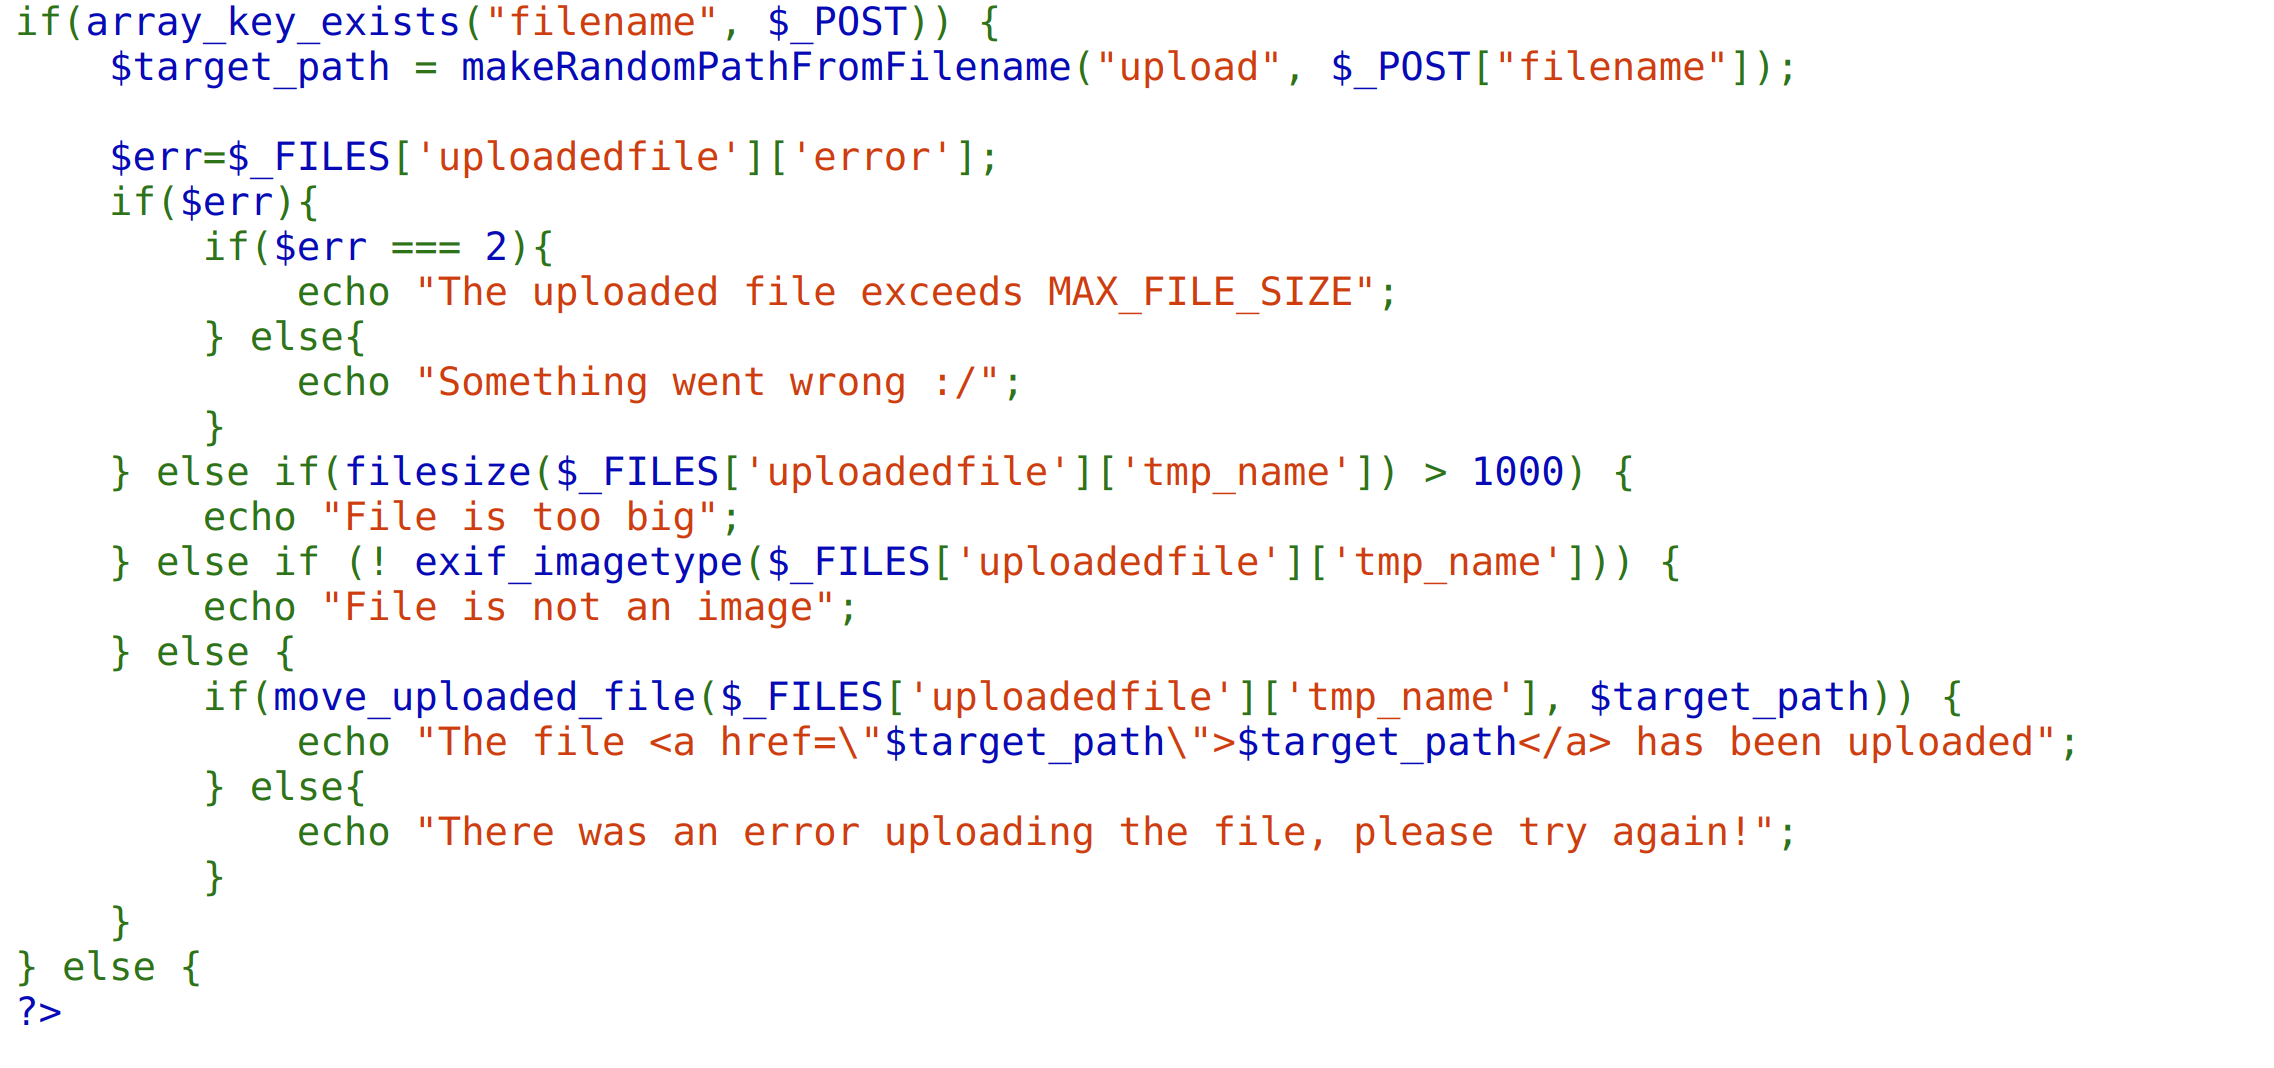 if(array_key_exists("filename", $_POST)) {
    $target_path = makeRandomPathFromFilename("upload", $_POST["filename"]);

    $err=$_FILES['uploadedfile']['error'];
    if($err){
        if($err === 2){
            echo "The uploaded file exceeds MAX_FILE_SIZE";
        } else{
            echo "Something went wrong :/";
        }
    } else if(filesize($_FILES['uploadedfile']['tmp_name']) > 1000) {
        echo "File is too big";
    } else if (! exif_imagetype($_FILES['uploadedfile']['tmp_name'])) {
        echo "File is not an image";
    } else {
        if(move_uploaded_file($_FILES['uploadedfile']['tmp_name'], $target_path)) {
            echo "The file <a href=\"$target_path\">$target_path</a> has been uploaded";
        } else{
            echo "There was an error uploading the file, please try again!";
        }
    }
} else {
?>